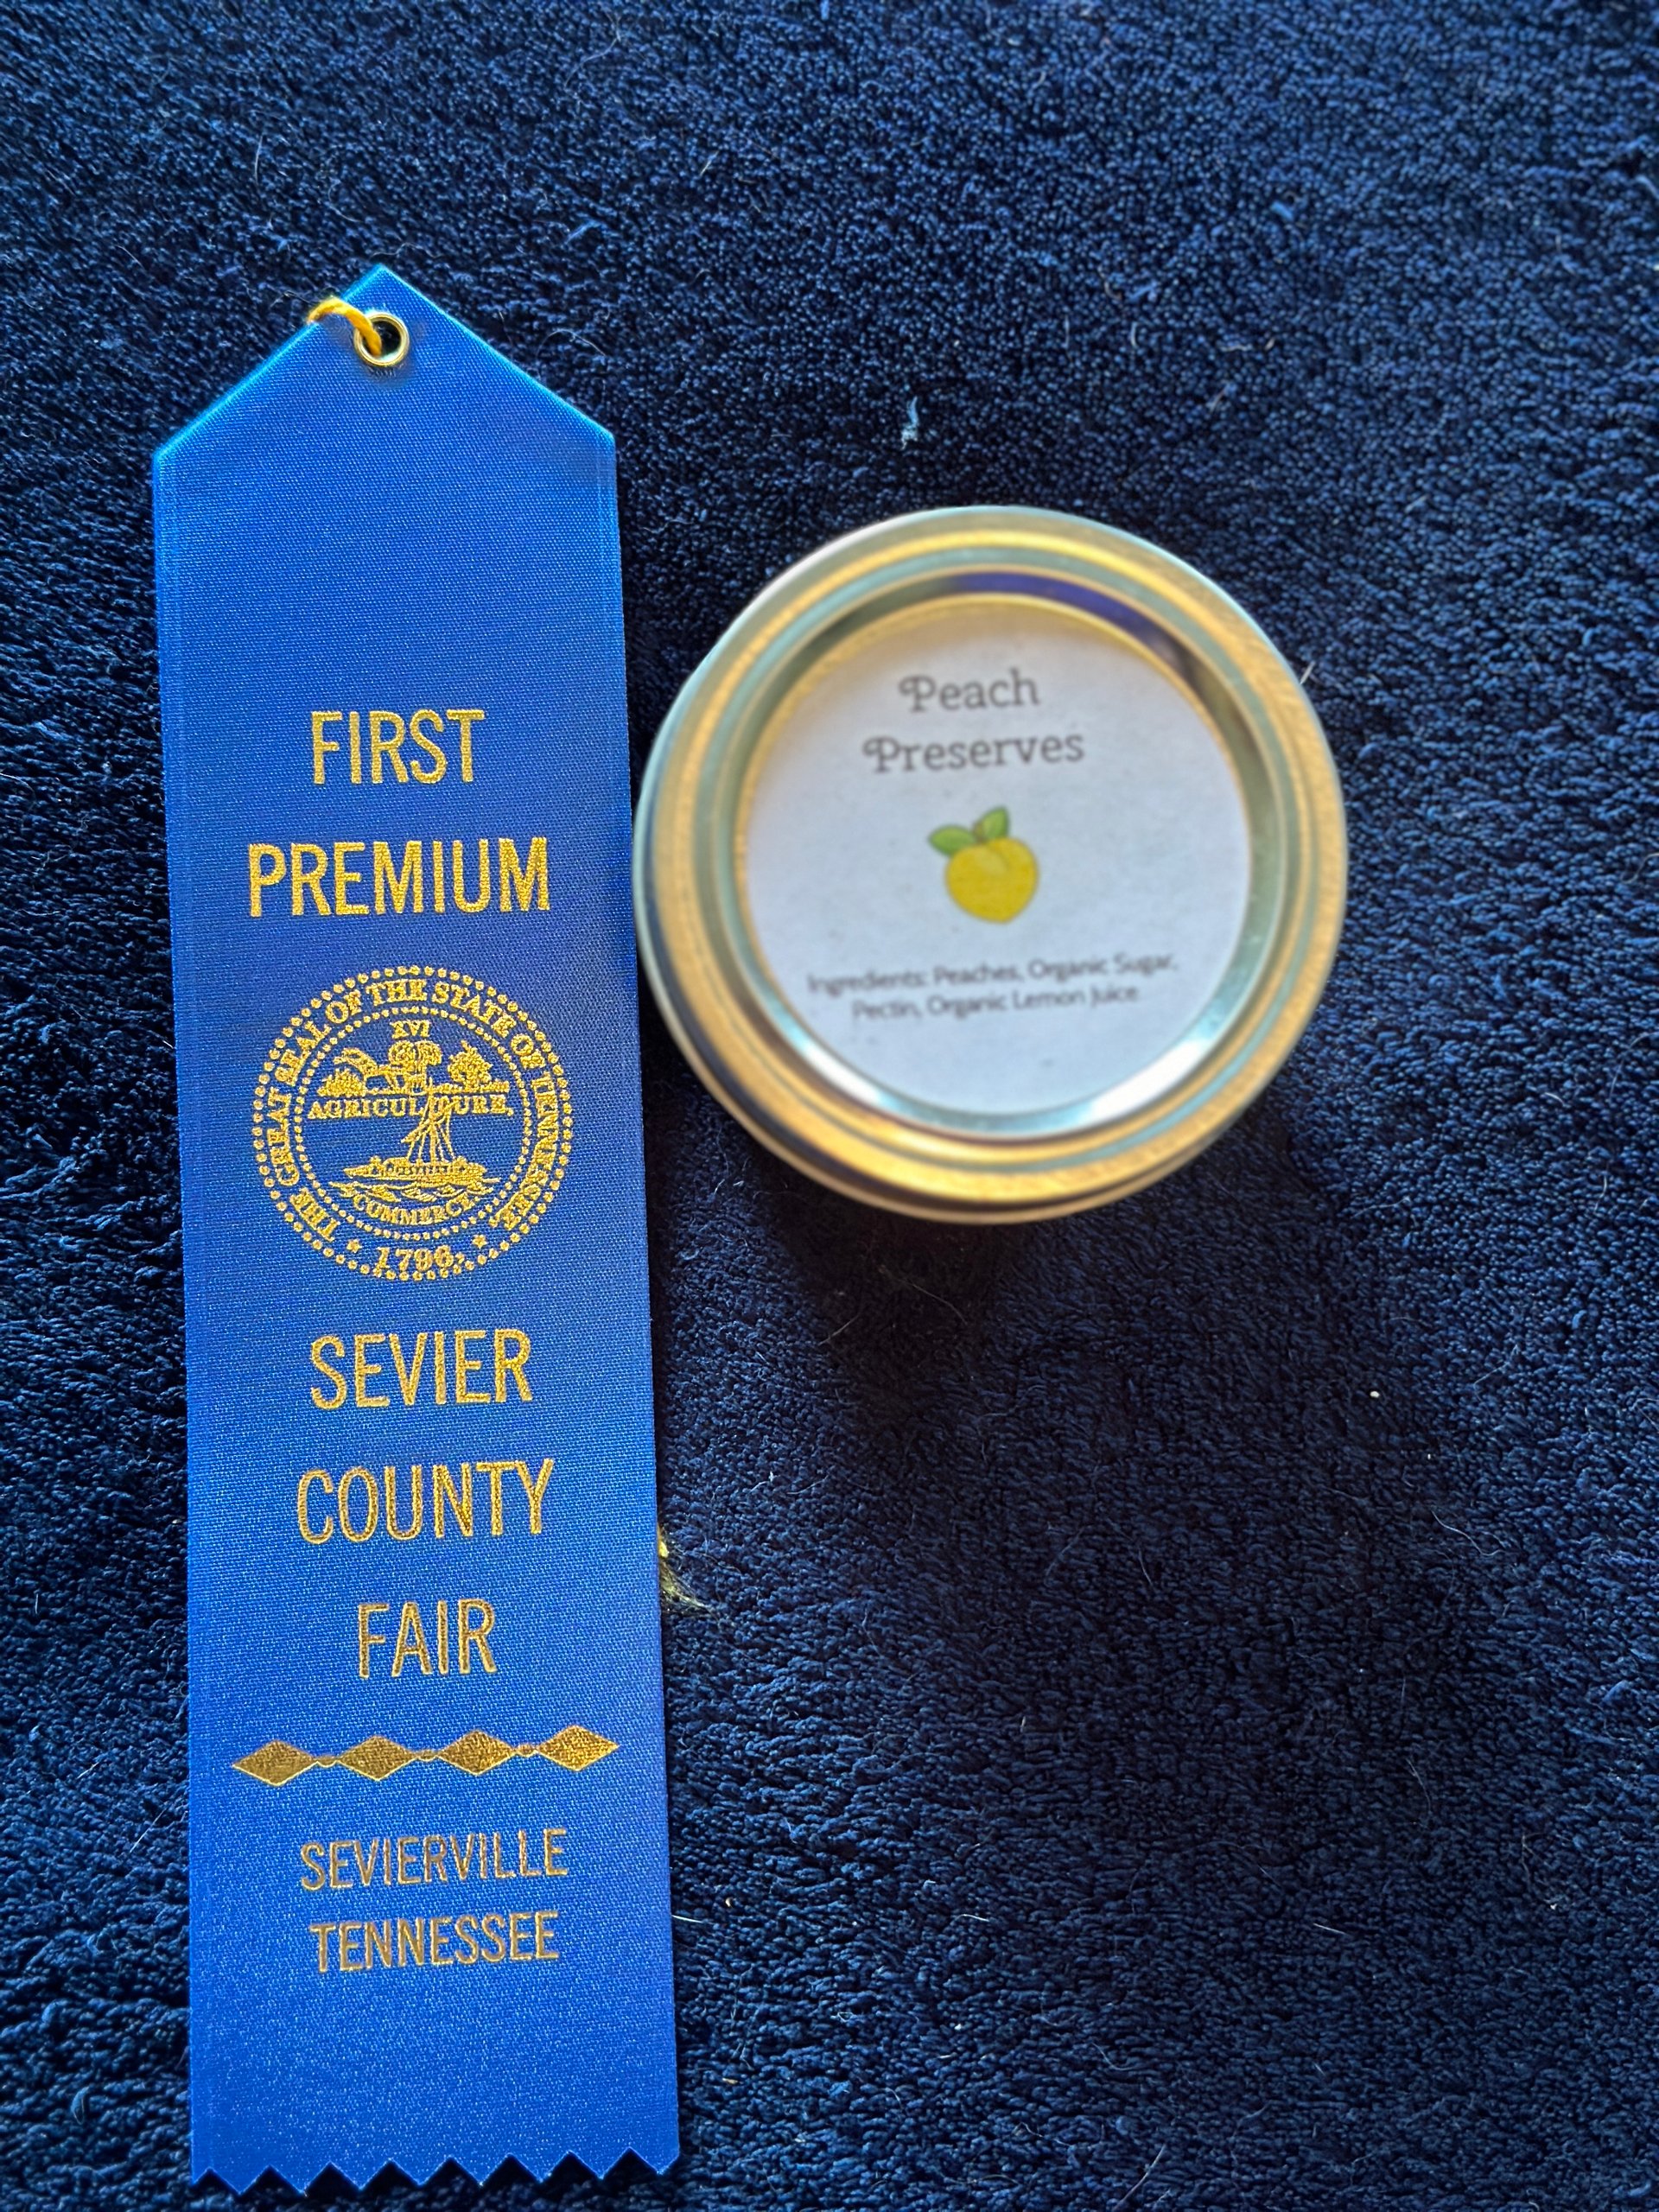 FIRST
PREMIUM
THE GREAT SEAL OF THE STATE OF TENNESSEE
XVI
AGRICULTURE,
COMMERCE
1796
SEVIER
COUNTY
FAIR
SEVIERVILLE
TENNESSEE
Peach
Preserves
Ingredients: Peaches, Organic Sugar,
Pectin, Organic Lemon Juice